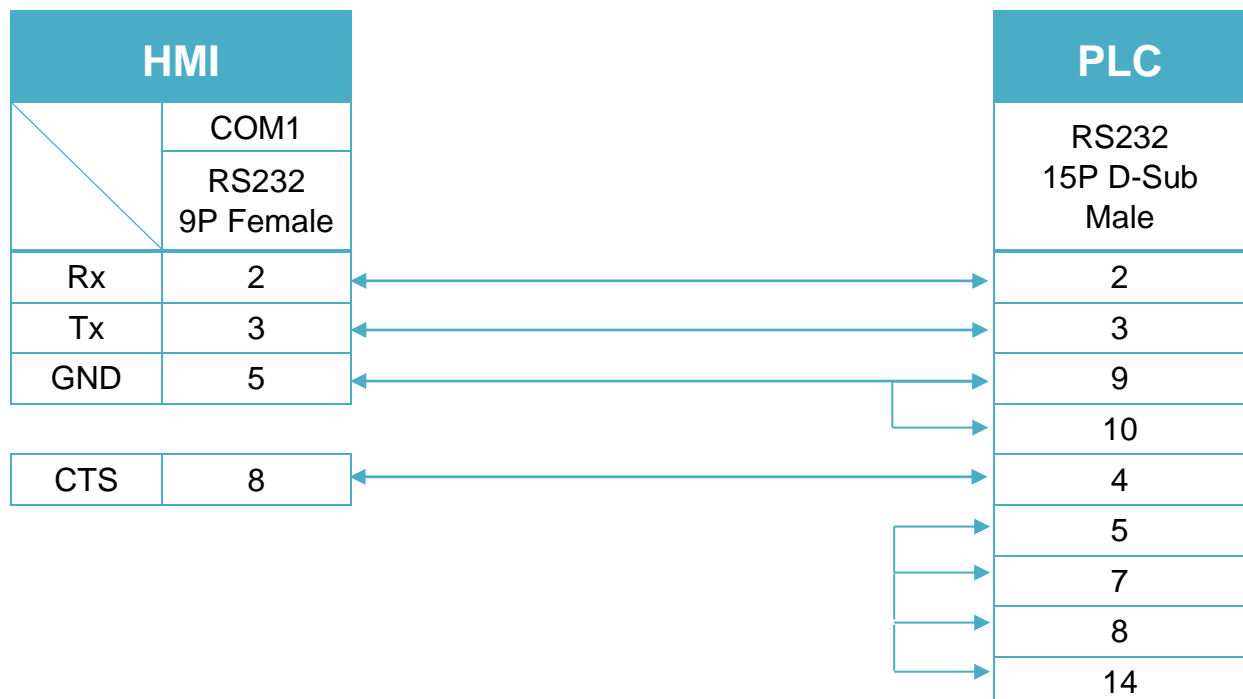 HMI
PLC
COM1
RS232
9P Female
RS232
15P D-Sub
Male
Rx 2 2
Tx 3 3
GND 5 9
10
CTS 8 4
5
7
8
14